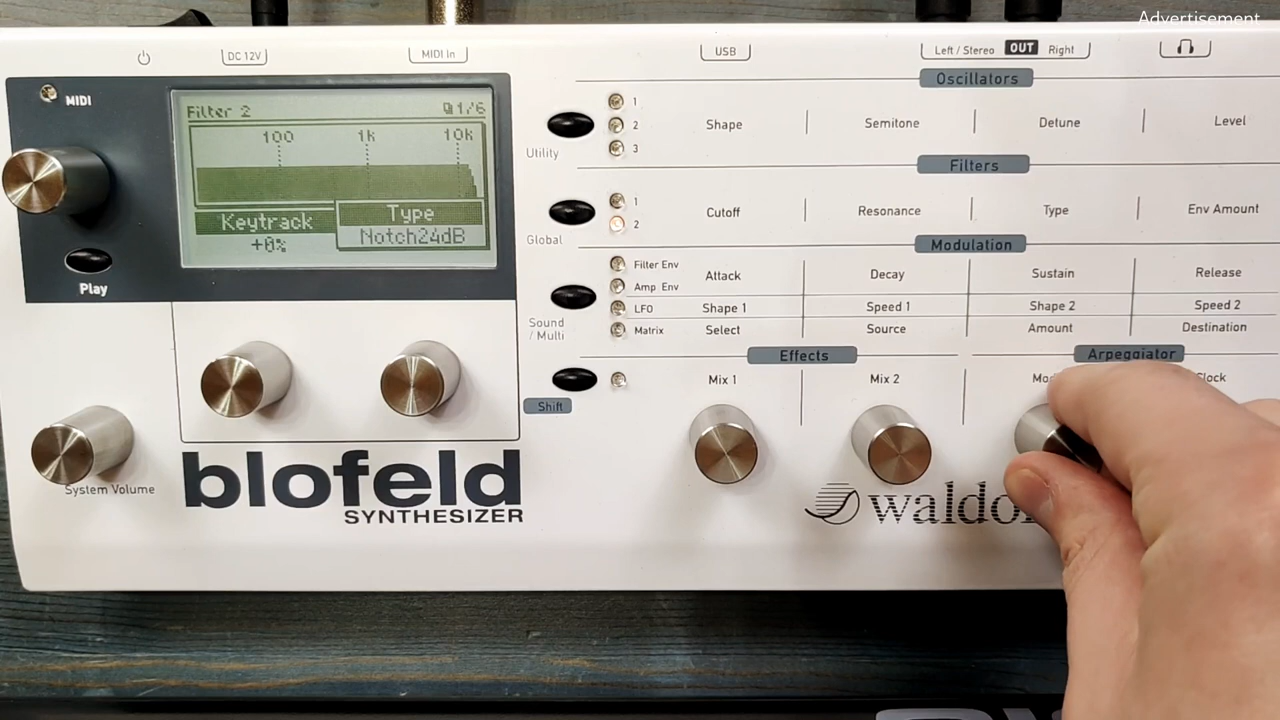 Advertisement
DC 12V
MIDI In
USB
Left / Stereo OUT Right
MIDI
Filter 2
1/6
100 1k 10k
Keytrack
+0%
Type
Notch24dB
Play
System Volume
blofeld
SYNTHESIZER
Oscillators
1
2
3
Utility
Shape Semitone Detune Level
Filters
1
2
Global
Cutoff Resonance Type Env Amount
Modulation
Filter Env Attack Decay Sustain Release
Amp Env
LFO Shape 1 Speed 1 Shape 2 Speed 2
Matrix Select Source Amount Destination
Sound
/ Multi
Effects Arpeggiator
Mix 1 Mix 2
Shift